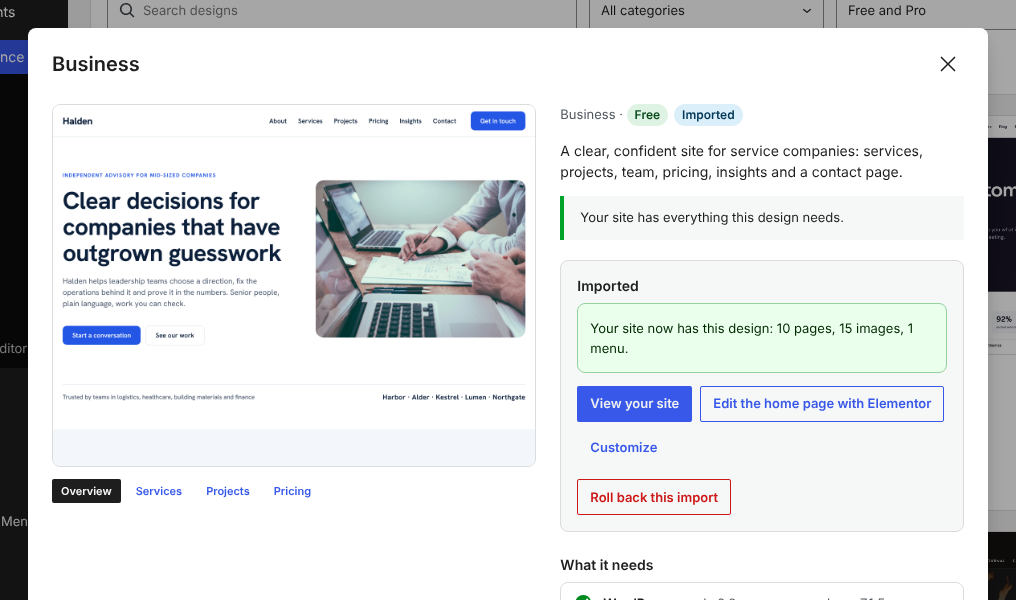 nts
Search designs
All categories
Free and Pro
nce
Business
Halden
About
Services
Projects
Pricing
Insights
Contact
Get in touch
INDEPENDENT ADVISORY FOR MID-SIZED COMPANIES
Clear decisions for
companies that have
outgrown guesswork
Halden helps leadership teams choose a direction, fix the
operations behind it and prove it in the numbers. Senior people,
plain language, work you can check.
Start a conversation
See our work
Trusted by teams in logistics, healthcare, building materials and finance
Harbor · Alder · Kestrel · Lumen · Northgate
Overview
Services
Projects
Pricing
Business · Free Imported
A clear, confident site for service companies: services,
projects, team, pricing, insights and a contact page.
Your site has everything this design needs.
Imported
Your site now has this design: 10 pages, 15 images, 1
menu.
View your site
Edit the home page with Elementor
Customize
Roll back this import
What it needs
ditor
Men
tom
92%